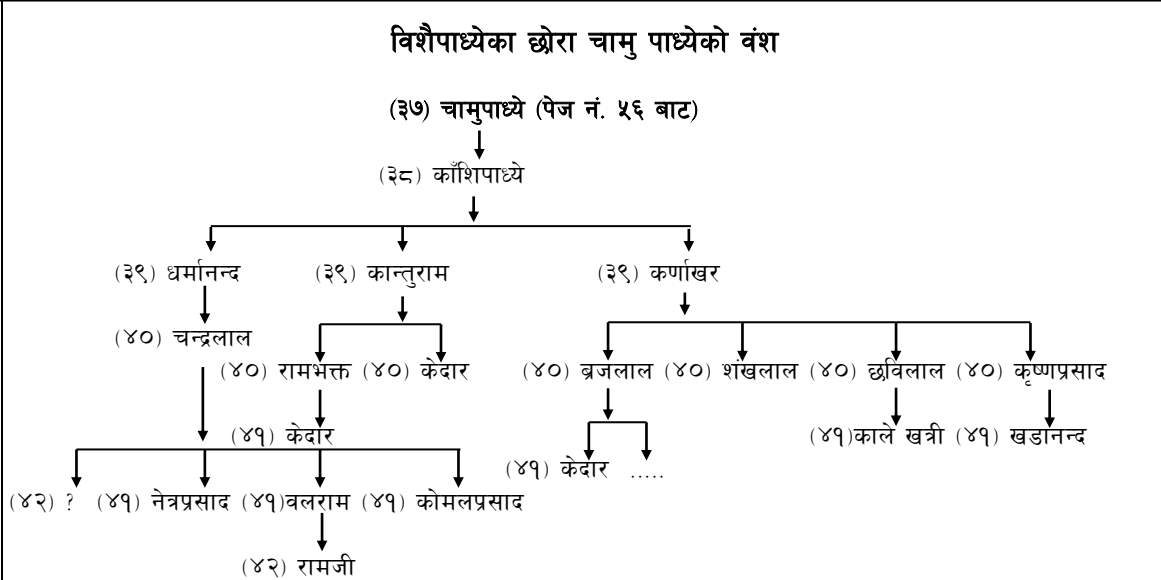 विशैपाध्येका छोरा चामु पाध्येको वंश
(३७) चामुपाध्ये (पेज नं. ५६ बाट)
(३८) काँशिपाध्ये
(३९) धर्मानन्द (३९) कान्तुराम (३९) कर्णाखर
(४०) चन्द्रलाल
(४०) रामभक्त (४०) केदार (४०) ब्रजलाल (४०) शंखलाल (४०) छविलाल (४०) कृष्णप्रसाद
(४१) केदार (४१)काले खत्री (४१) खडानन्द
(४१) केदार .....
(४२) ? (४१) नेत्रप्रसाद (४१)वलराम (४१) कोमलप्रसाद
(४२) रामजी